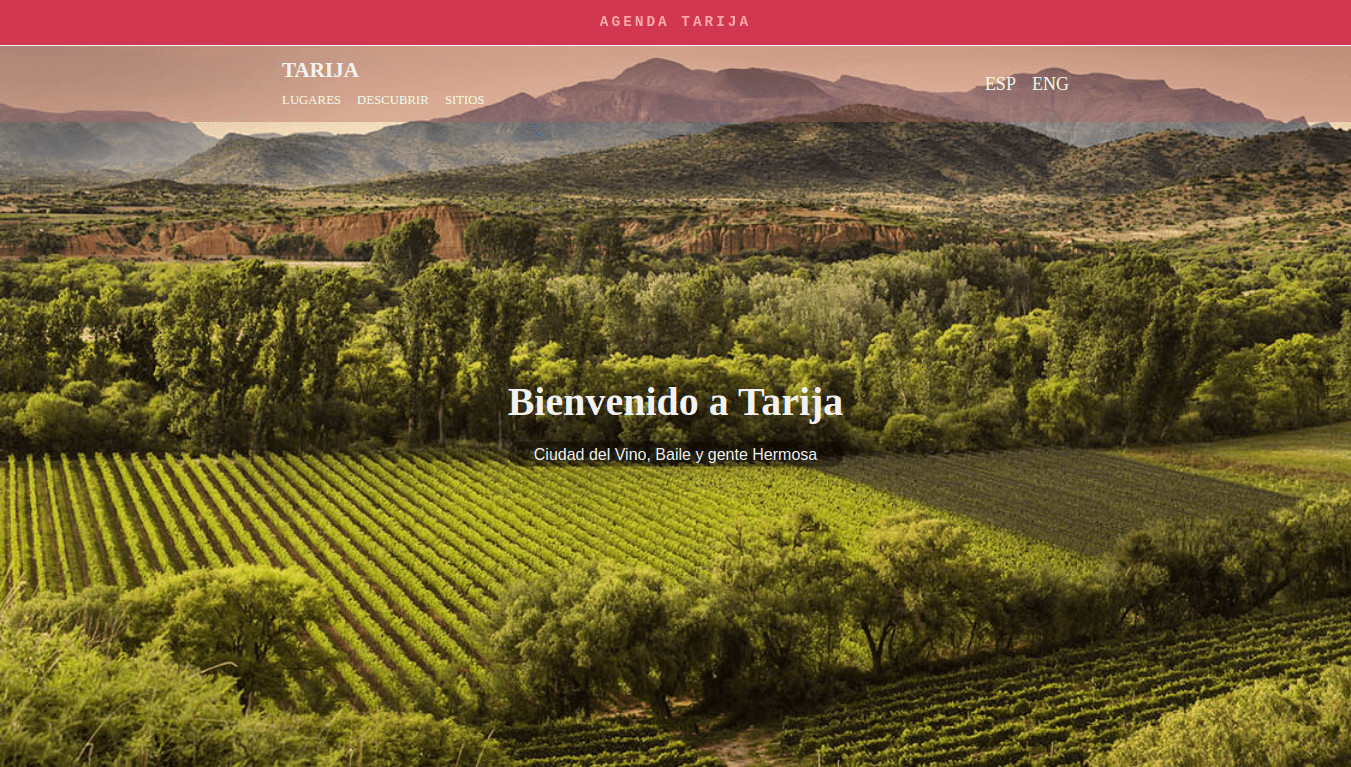 AGENDA TARIJA
TARIJA
LUGARES DESCUBRIR SITIOS
ESP ENG
Bienvenido a Tarija
Ciudad del Vino, Baile y gente Hermosa